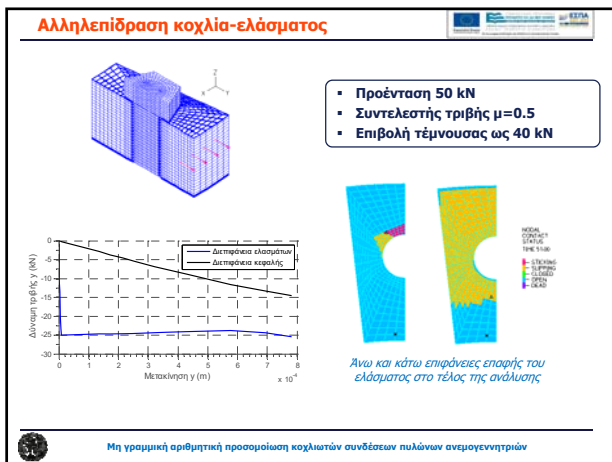 Αλληλεπίδραση κοχλία-ελάσματος
ΕΣΠΑ
Z
X
Y
▪ Προένταση 50 kN
▪ Συντελεστής τριβής μ=0.5
▪ Επιβολή τέμνουσας ως 40 kN
Δύναμη τριβής y (kN)
0
-5
-10
-15
-20
-25
-30
Διεπιφάνεια ελασμάτων
Διεπιφάνεια κεφαλής
0 1 2 3 4 5 6 7 8
Μετακίνηση y (m)
x 10⁻⁴
NODAL
CONTACT
STATUS
STICKING
SLIPPING
CLOSED
OPEN
DEAD
Άνω και κάτω επιφάνειες επαφής του
ελάσματος στο τέλος της ανάλυσης
Μη γραμμική αριθμητική προσομοίωση κοχλιωτών συνδέσεων πυλώνων ανεμογεννητριών